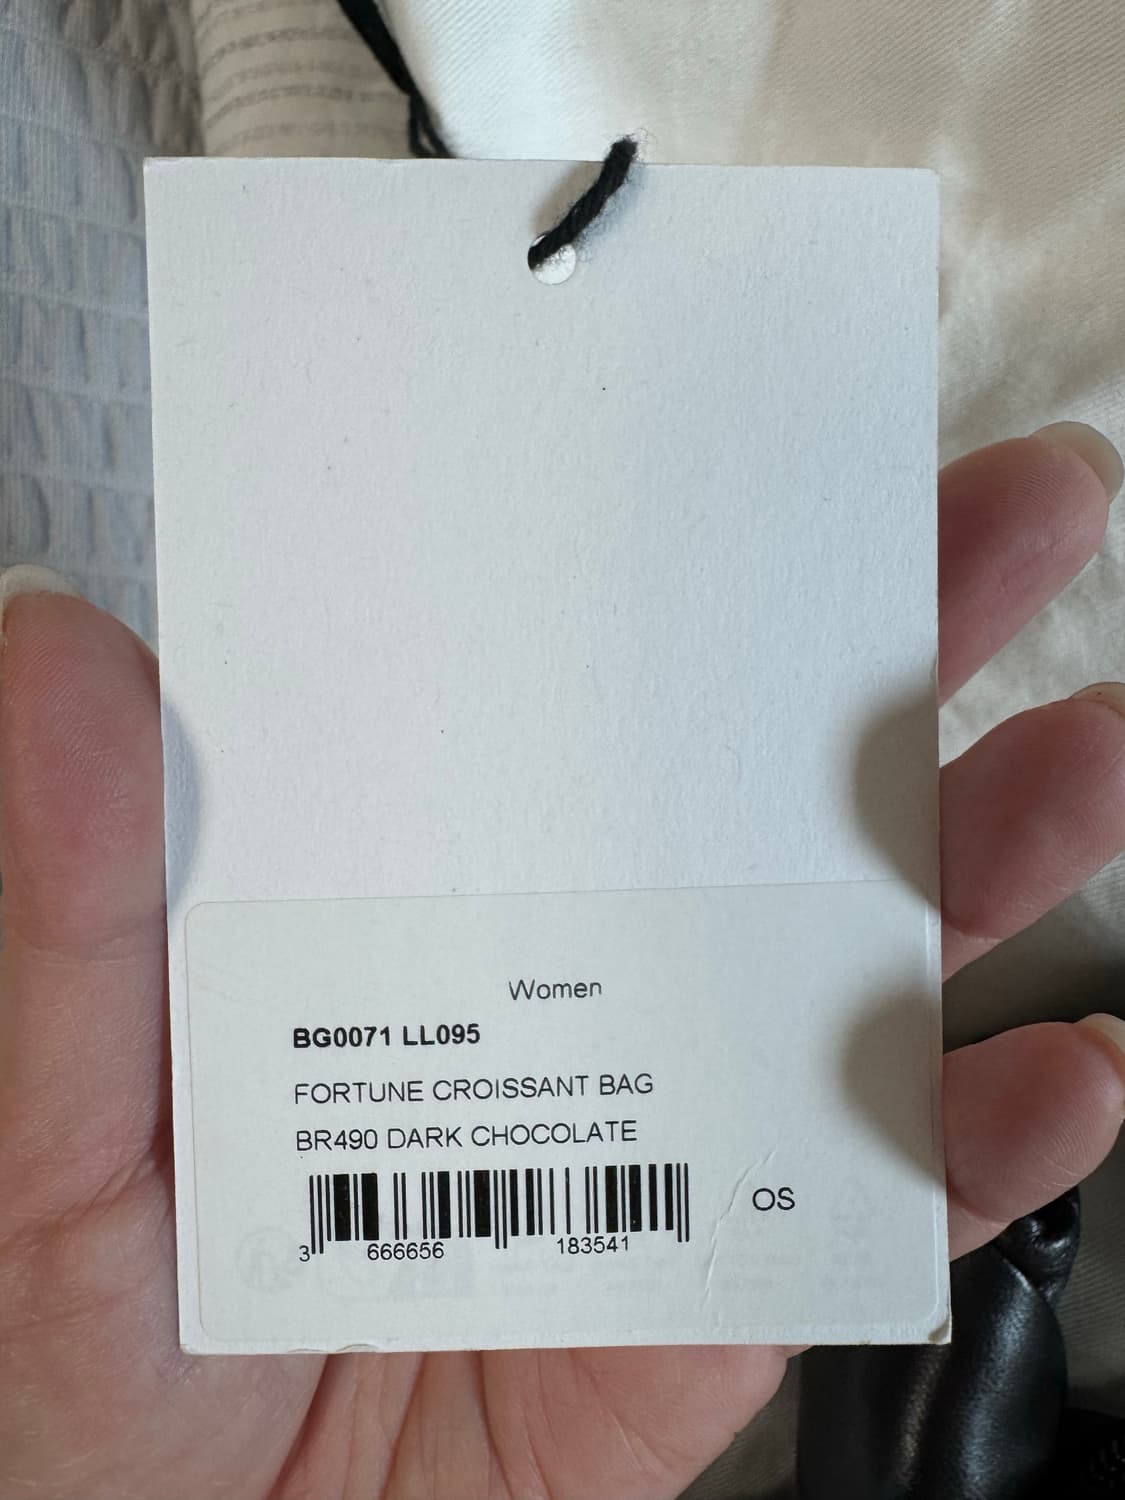 Women
BG0071 LL095
FORTUNE CROISSANT BAG
BR490 DARK CHOCOLATE
OS
3 666656 183541